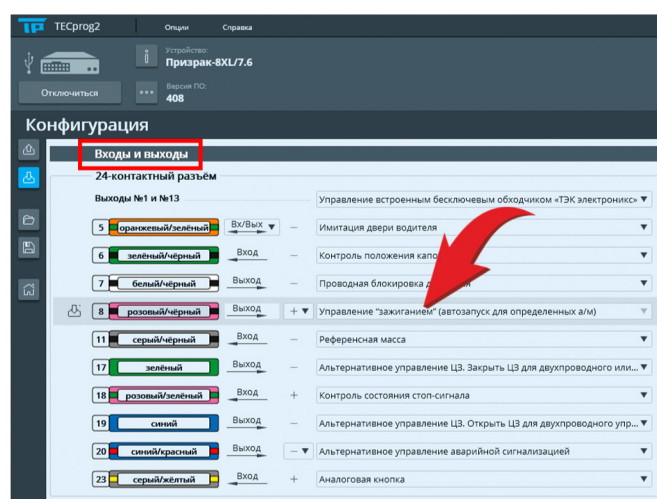 TECprog2 Опции Справка
Устройство:
Призрак-8XL/7.6
Версия ПО:
408
Отключиться
Конфигурация
Входы и выходы
24-контактный разъём
Выходы №1 и №13 Управление встроенным бесключевым обходчиком «ТЭК электроникс»
5 оранжевый/зелёный Вх/Вых – Имитация двери водителя
6 зелёный/чёрный Вход – Контроль положения
7 белый/чёрный Выход – Проводная блокировка
8 розовый/чёрный Выход + Управление "зажиганием" (автозапуск для определенных а/м)
11 серый/чёрный Вход – Референсная масса
17 зелёный Выход – Альтернативное управление ЦЗ. Закрыть ЦЗ для двухпроводного или...
18 розовый/зелёный Вход + Контроль состояния стоп-сигнала
19 синий Выход – Альтернативное управление ЦЗ. Открыть ЦЗ для двухпроводного упр...
20 синий/красный Выход – Альтернативное управление аварийной сигнализацией
23 серый/жёлтый Вход + Аналоговая кнопка